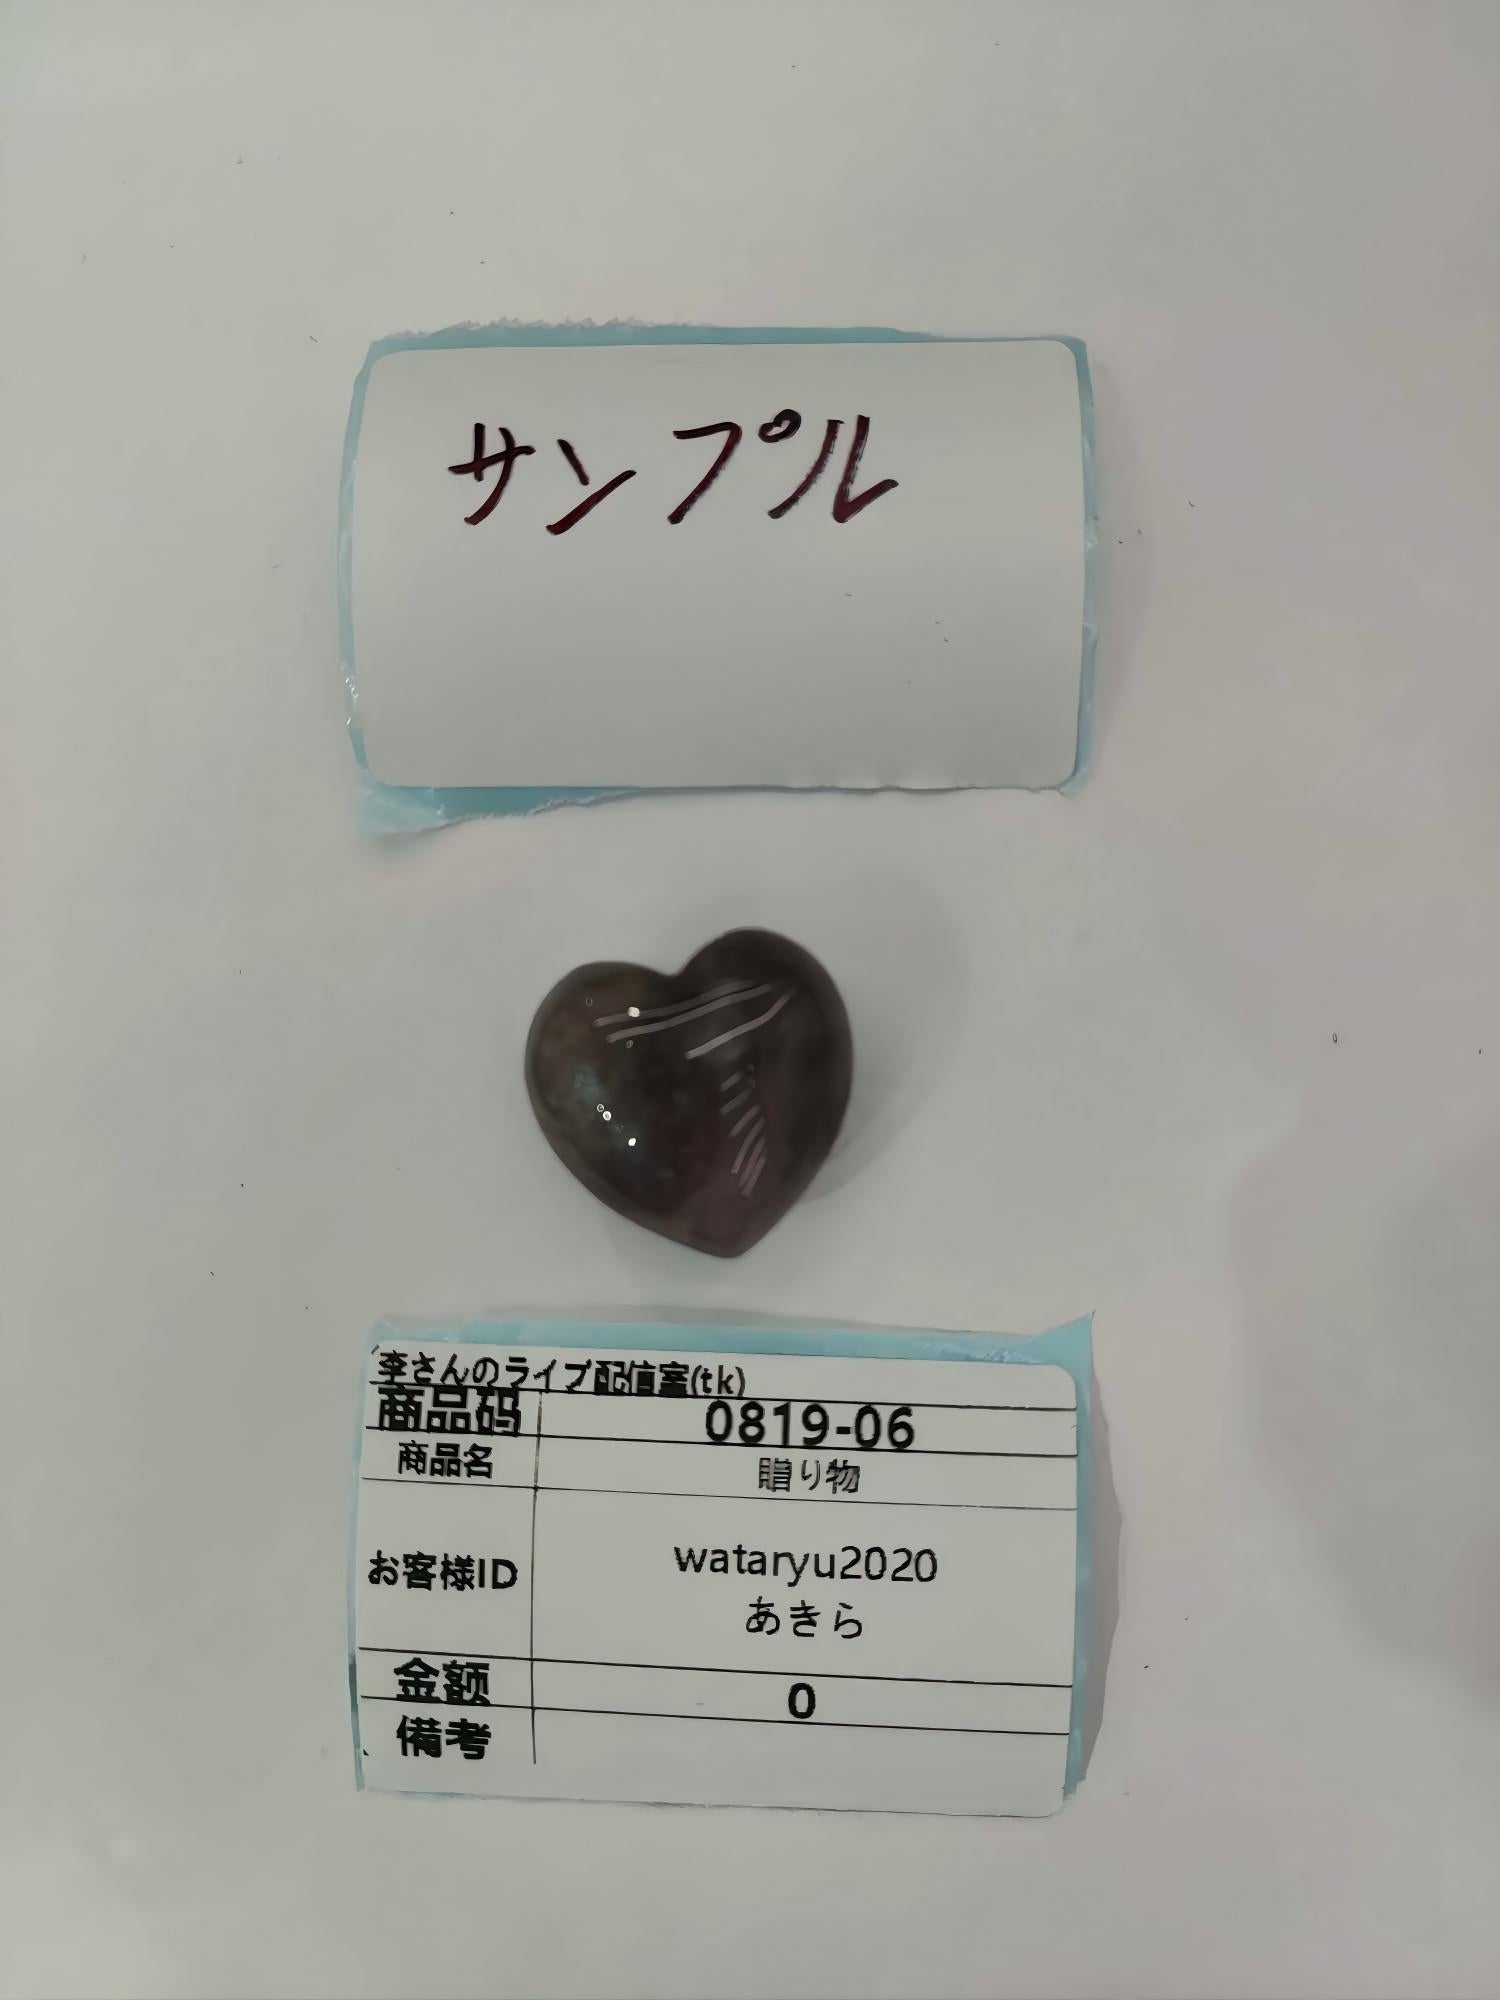 サンプル
李さんのライブ配信室(tk)
商品码 0819-06
商品名 贈り物
お客様ID wataryu2020
あきら
金额 0
備考